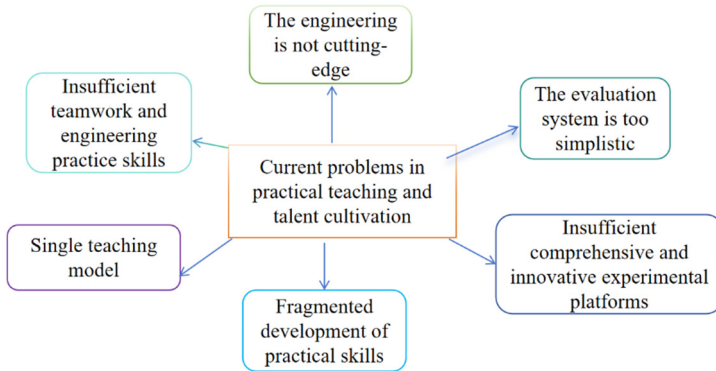 The engineering
is not cutting-
edge
Insufficient
teamwork and
engineering
practice skills
The evaluation
system is too
simplistic
Current problems in
practical teaching and
talent cultivation
Single teaching
model
Insufficient
comprehensive and
innovative experimental
platforms
Fragmented
development of
practical skills